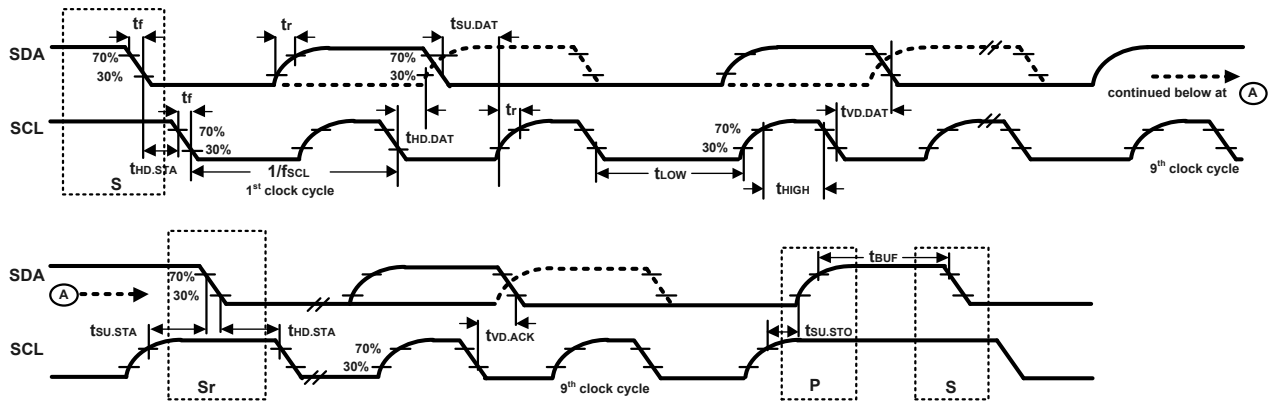 tf tr tSU.DAT
SDA 70% 70%
30% 30%
continued below at A
tf tr tVD.DAT
SCL 70% tHD.DAT 70%
30% 30%
tHD.STA 1/fSCL tLOW 9th clock cycle
S 1st clock cycle tHIGH
tBUF
SDA 70%
A 30%
tSU.STA tHD.STA tVD.ACK tSU.STO
SCL 70%
30%
Sr 9th clock cycle P S